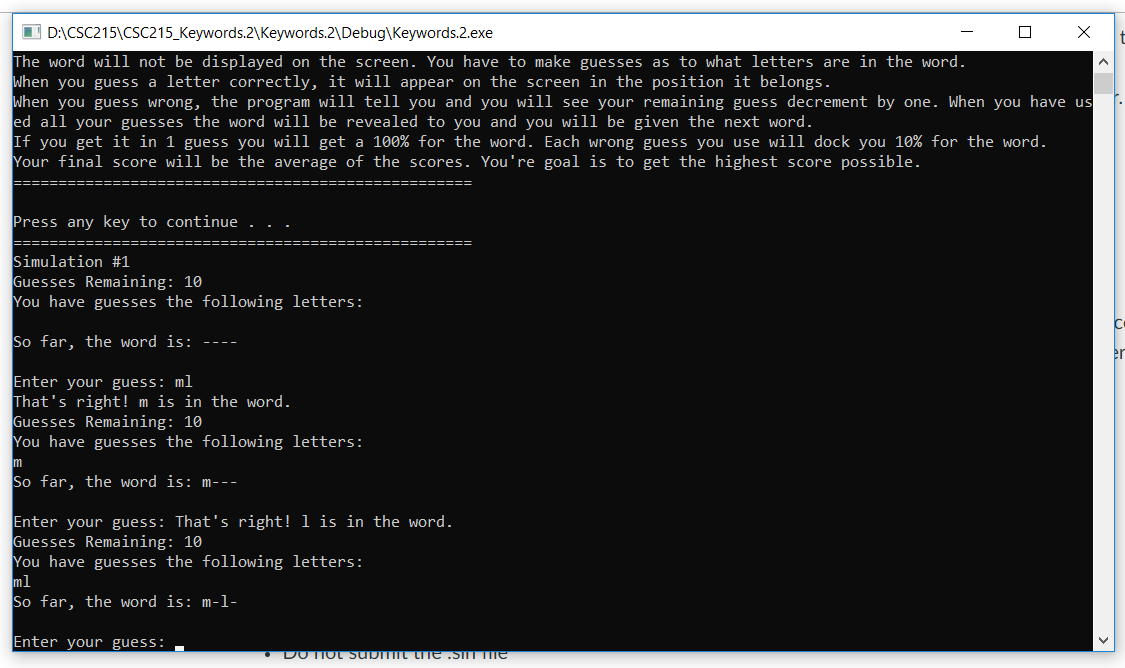 D:\CSC215\CSC215_Keywords.2\Keywords.2\Debug\Keywords.2.exe
The word will not be displayed on the screen. You have to make guesses as to what letters are in the word.
When you guess a letter correctly, it will appear on the screen in the position it belongs.
When you guess wrong, the program will tell you and you will see your remaining guess decrement by one. When you have us
ed all your guesses the word will be revealed to you and you will be given the next word.
If you get it in 1 guess you will get a 100% for the word. Each wrong guess you use will dock you 10% for the word.
Your final score will be the average of the scores. You're goal is to get the highest score possible.
===================================================
Press any key to continue . . .
===================================================
Simulation #1
Guesses Remaining: 10
You have guesses the following letters:
So far, the word is: ----
Enter your guess: ml
That's right! m is in the word.
Guesses Remaining: 10
You have guesses the following letters:
m
So far, the word is: m---
Enter your guess: That's right! l is in the word.
Guesses Remaining: 10
You have guesses the following letters:
ml
So far, the word is: m-l-
Enter your guess:
Do not submit the .sln file